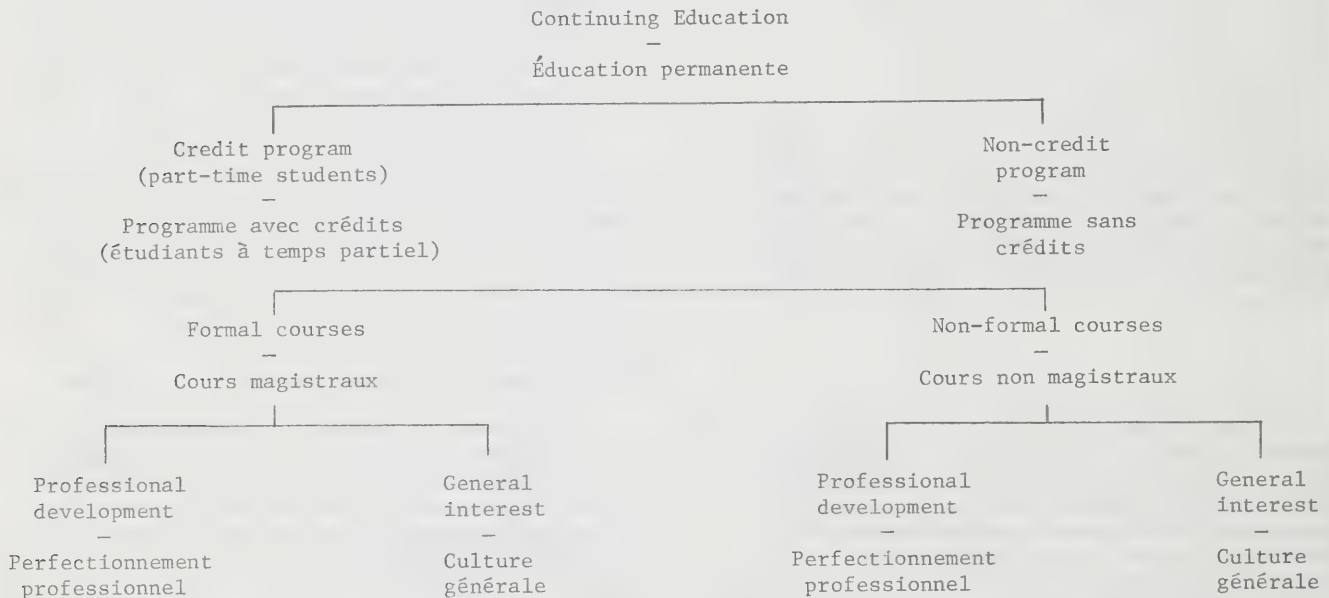 Continuing Education
—
Éducation permanente
Credit program
(part-time students)
—
Programme avec crédits
(étudiants à temps partiel)
Non-credit
program
—
Programme sans
crédits
Formal courses
—
Cours magistraux
Non-formal courses
—
Cours non magistraux
Professional
development
—
Perfectionnement
professionnel
General
interest
—
Culture
générale
Professional
development
—
Perfectionnement
professionnel
General
interest
—
Culture
générale